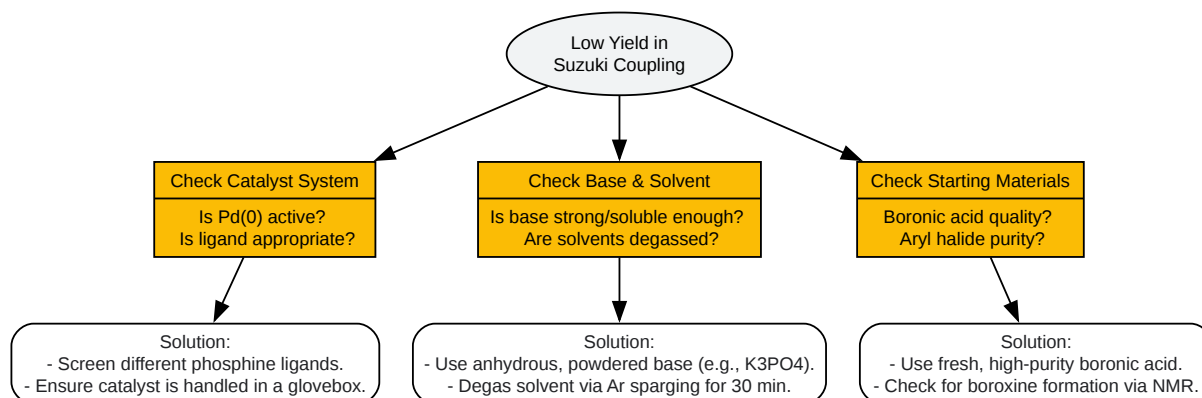 Low Yield in
Suzuki Coupling
Check Catalyst System
Is Pd(0) active?
Is ligand appropriate?
Check Base & Solvent
Is base strong/soluble enough?
Are solvents degassed?
Check Starting Materials
Boronic acid quality?
Aryl halide purity?
Solution:
- Screen different phosphine ligands.
- Ensure catalyst is handled in a glovebox.
Solution:
- Use anhydrous, powdered base (e.g., K3PO4).
- Degas solvent via Ar sparging for 30 min.
Solution:
- Use fresh, high-purity boronic acid.
- Check for boroxine formation via NMR.